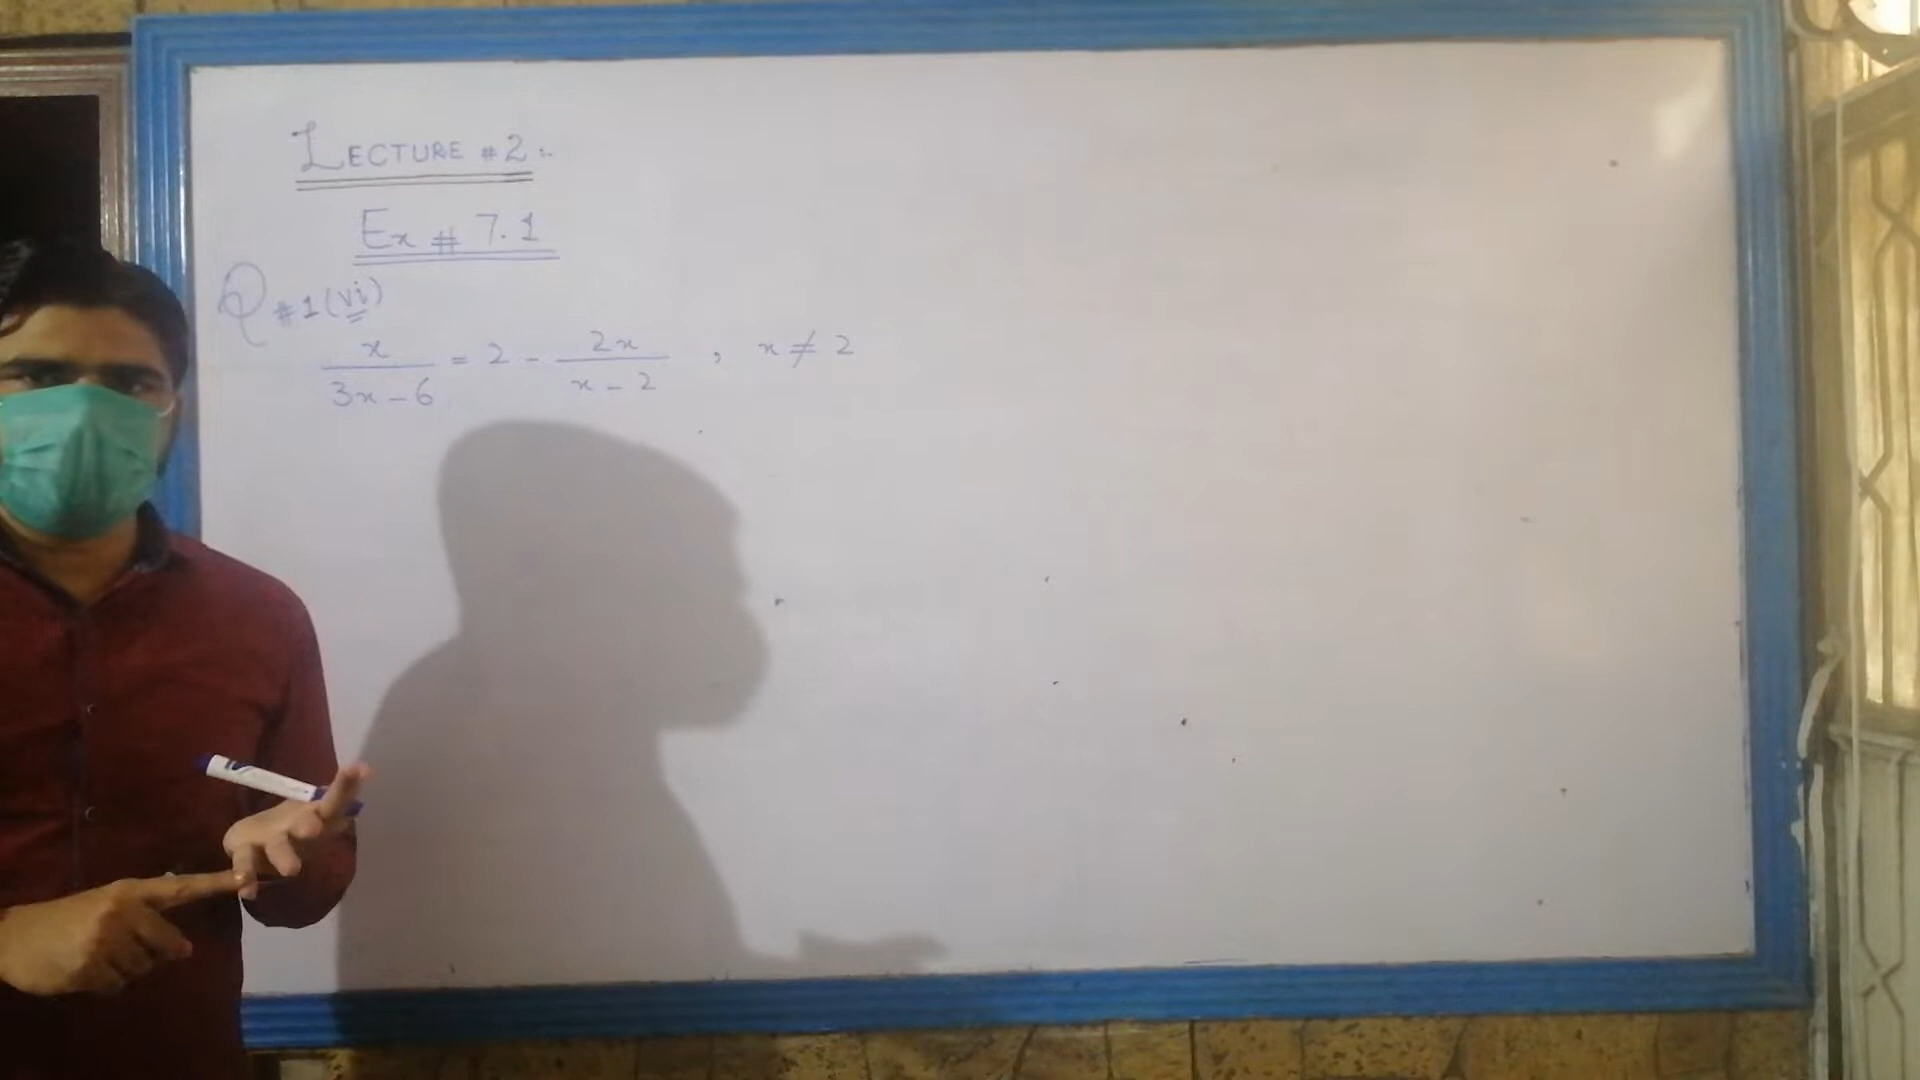 LECTURE #2:-
Ex # 7.1
Q#1(vi)
x/(3x-6) = 2 - 2x/(x-2) , x ≠ 2